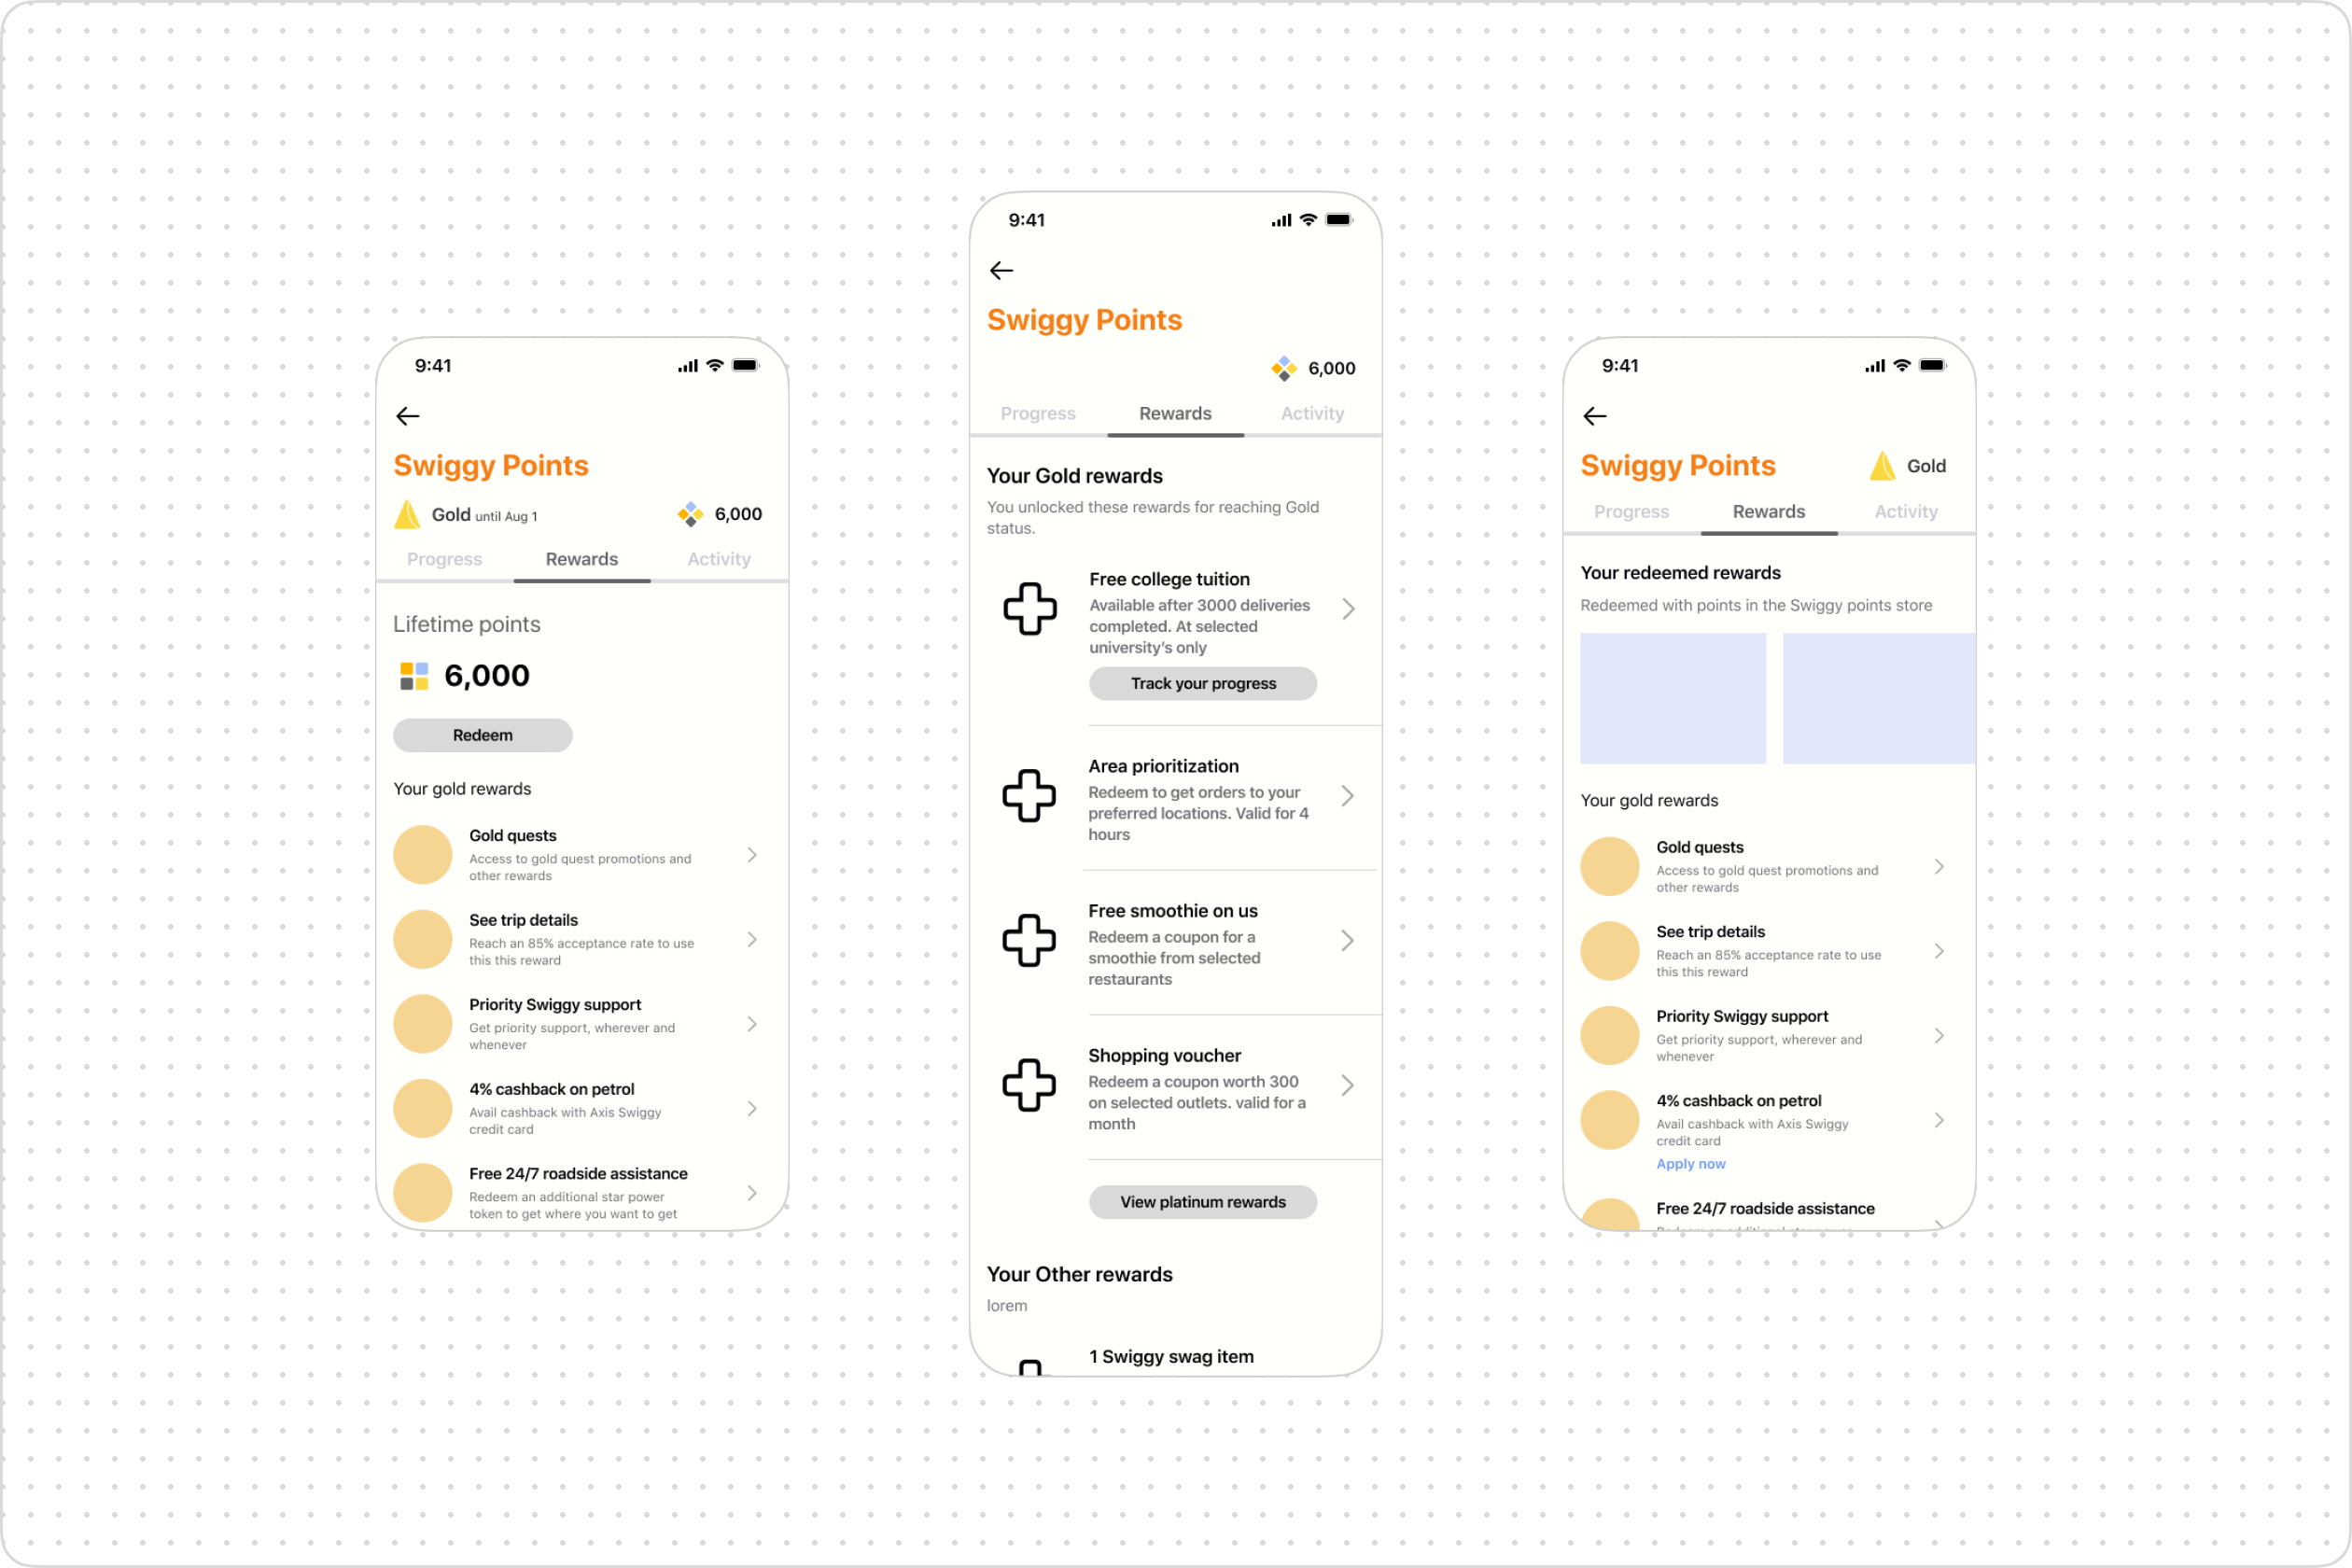 9:41
Swiggy Points
Gold until Aug 1
6,000
Progress
Rewards
Activity
Lifetime points
6,000
Redeem
Your gold rewards
Gold quests
Access to gold quest promotions and
other rewards
See trip details
Reach an 85% acceptance rate to use
this this reward
Priority Swiggy support
Get priority support, wherever and
whenever
4% cashback on petrol
Avail cashback with Axis Swiggy
credit card
Free 24/7 roadside assistance
Redeem an additional star power
token to get where you want to get
9:41
Swiggy Points
6,000
Progress
Rewards
Activity
Your Gold rewards
You unlocked these rewards for reaching Gold
status.
Free college tuition
Available after 3000 deliveries
completed. At selected
university's only
Track your progress
Area prioritization
Redeem to get orders to your
preferred locations. Valid for 4
hours
Free smoothie on us
Redeem a coupon for a
smoothie from selected
restaurants
Shopping voucher
Redeem a coupon worth 300
on selected outlets. valid for a
month
View platinum rewards
Your Other rewards
lorem
1 Swiggy swag item
9:41
Swiggy Points
Gold
Progress
Rewards
Activity
Your redeemed rewards
Redeemed with points in the Swiggy points store
Your gold rewards
Gold quests
Access to gold quest promotions and
other rewards
See trip details
Reach an 85% acceptance rate to use
this this reward
Priority Swiggy support
Get priority support, wherever and
whenever
4% cashback on petrol
Avail cashback with Axis Swiggy
credit card
Apply now
Free 24/7 roadside assistance